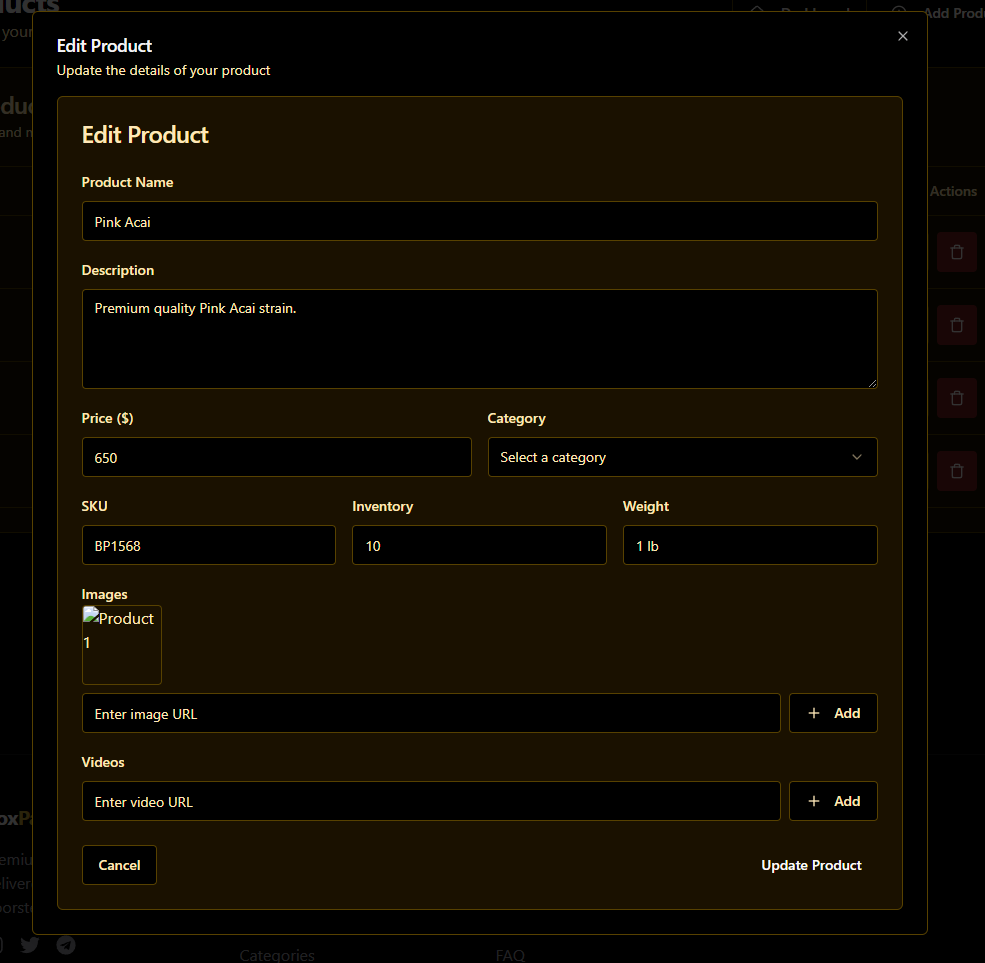 ucts
Add Produ
your
Edit Product
Update the details of your product
duc
and m
Edit Product
Product Name
Pink Acai
Actions
Description
Premium quality Pink Acai strain.
Price ($)
Category
650
Select a category
SKU
Inventory
Weight
BP1568
10
1 lb
Images
Product
1
Enter image URL
Add
Videos
Enter video URL
Add
oxPa
emiu
Cancel
Update Product
liver
porste
Categories
FAQ